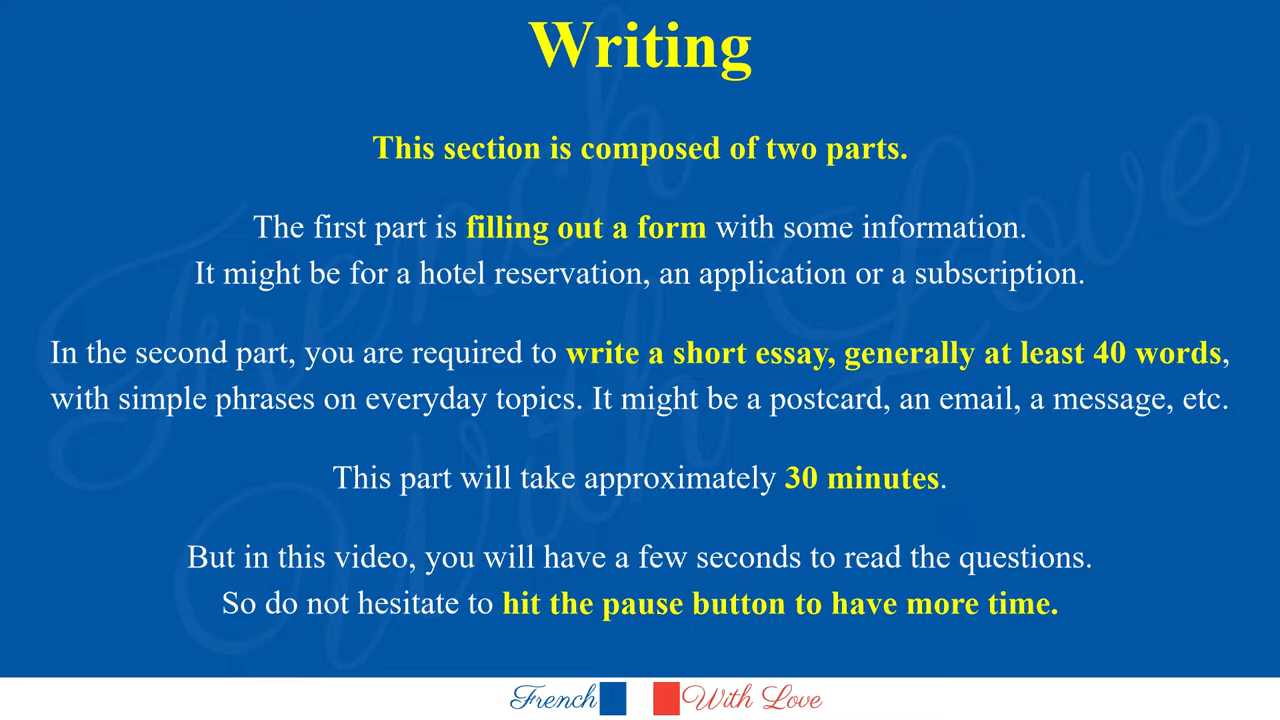 Writing
This section is composed of two parts.
The first part is filling out a form with some information.
It might be for a hotel reservation, an application or a subscription.
In the second part, you are required to write a short essay, generally at least 40 words,
with simple phrases on everyday topics. It might be a postcard, an email, a message, etc.
This part will take approximately 30 minutes.
But in this video, you will have a few seconds to read the questions.
So do not hesitate to hit the pause button to have more time.
French With Love
French With Love